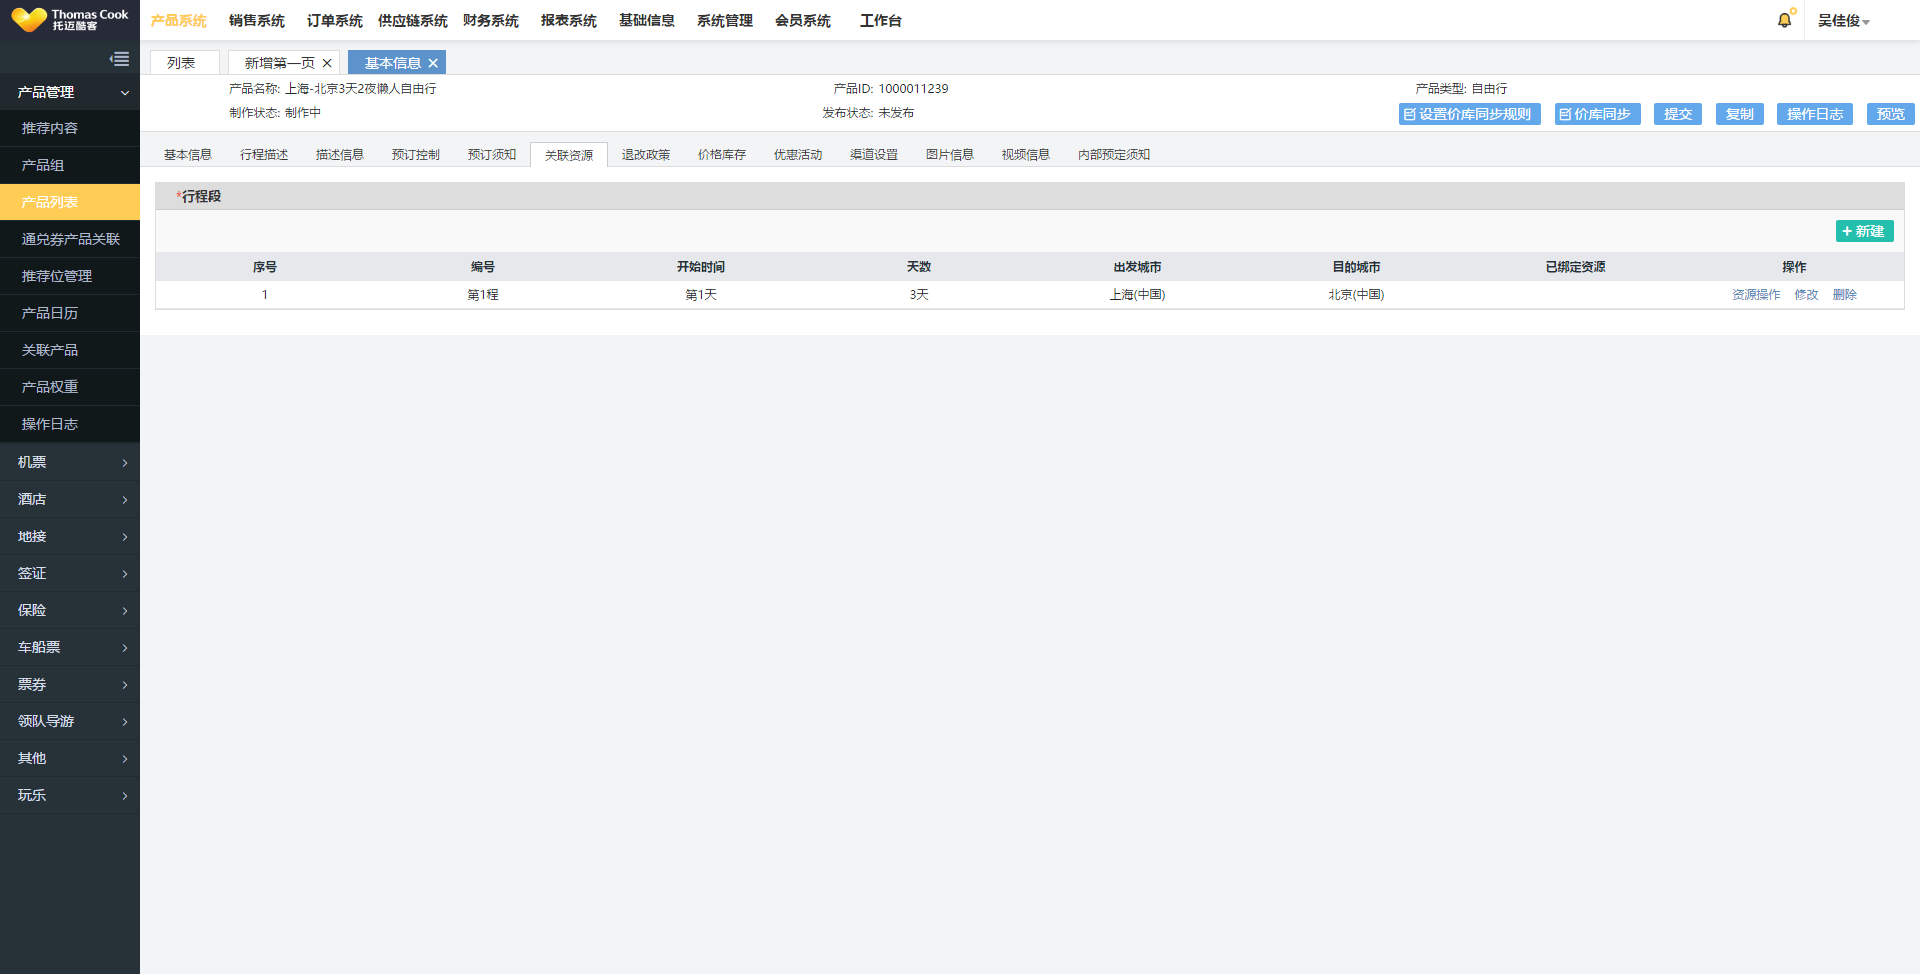 Thomas Cook
托迈酷客
产品系统 销售系统 订单系统 供应链系统 财务系统 报表系统 基础信息 系统管理 会员系统 工作台
吴佳俊
产品管理
推荐内容
产品组
产品列表
通兑券产品关联
推荐位管理
产品日历
关联产品
产品权重
操作日志
机票
酒店
地接
签证
保险
车船票
票券
领队导游
其他
玩乐
列表 新增第一页 基本信息
产品名称: 上海-北京3天2夜懒人自由行 产品ID: 1000011239 产品类型: 自由行
制作状态: 制作中 发布状态: 未发布
设置价库同步规则 价库同步 提交 复制 操作日志 预览
基本信息 行程描述 描述信息 预订控制 预订须知 关联资源 退改政策 价格库存 优惠活动 渠道设置 图片信息 视频信息 内部预定须知
*行程段
+ 新建
序号 编号 开始时间 天数 出发城市 目的城市 已绑定资源 操作
1 第1程 第1天 3天 上海(中国) 北京(中国) 资源操作 修改 删除